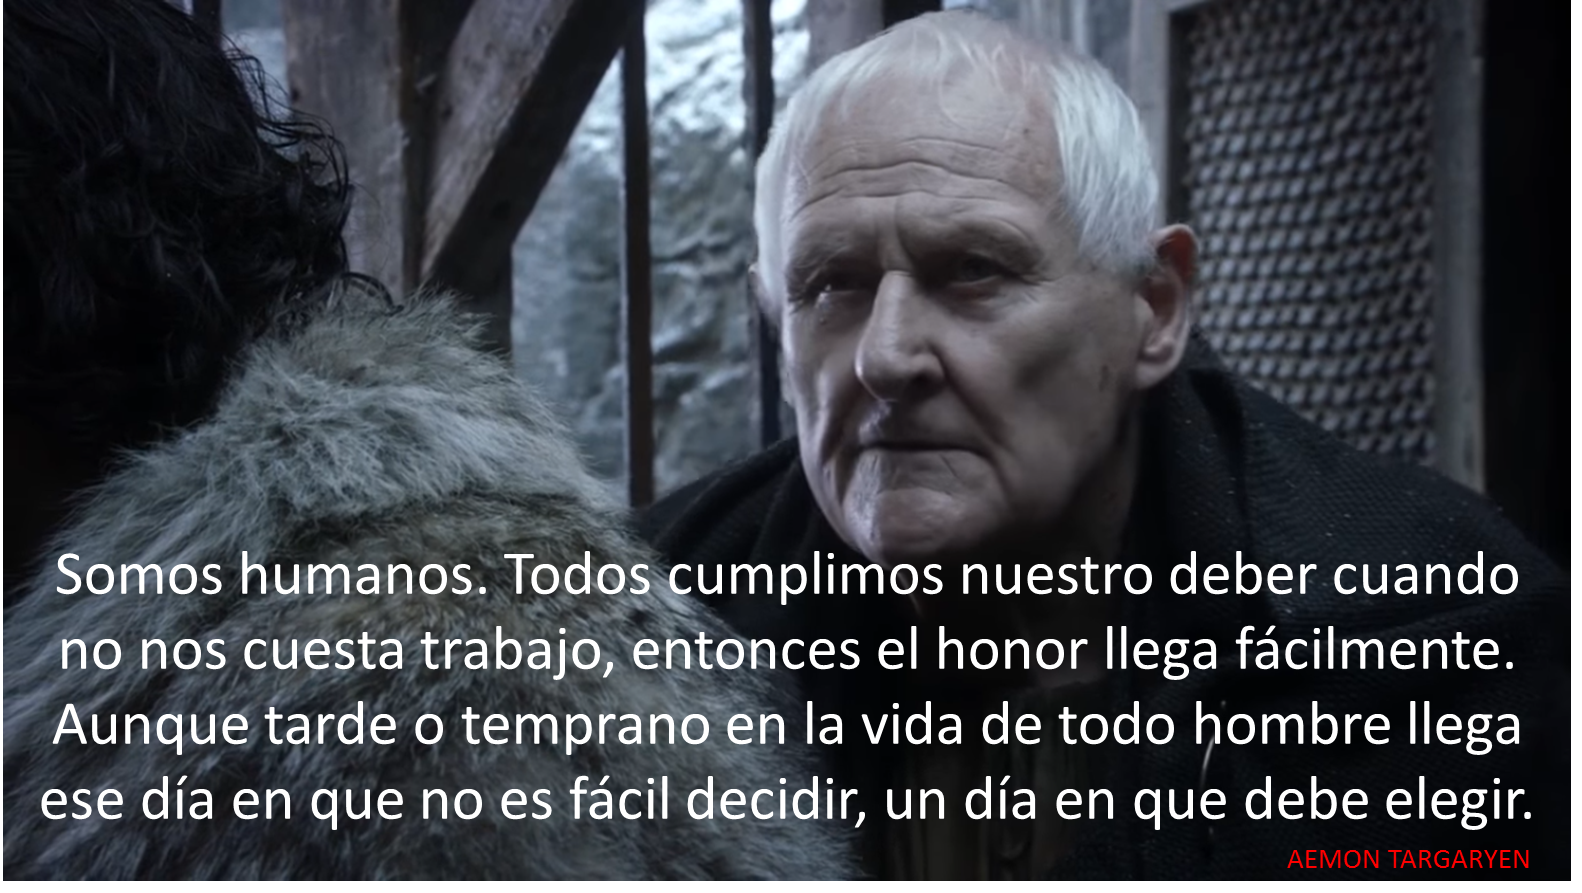 Somos humanos. Todos cumplimos nuestro deber cuando
no nos cuesta trabajo, entonces el honor llega fácilmente.
Aunque tarde o temprano en la vida de todo hombre llega
ese día en que no es fácil decidir, un día en que debe elegir.
AEMON TARGARYEN